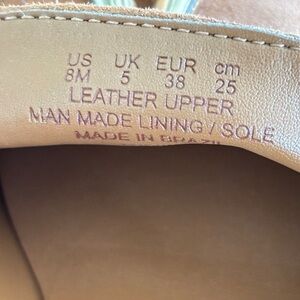 US UK EUR cm
8M 5 38 25
LEATHER UPPER
MAN MADE LINING / SOLE
MADE IN BRAZIL